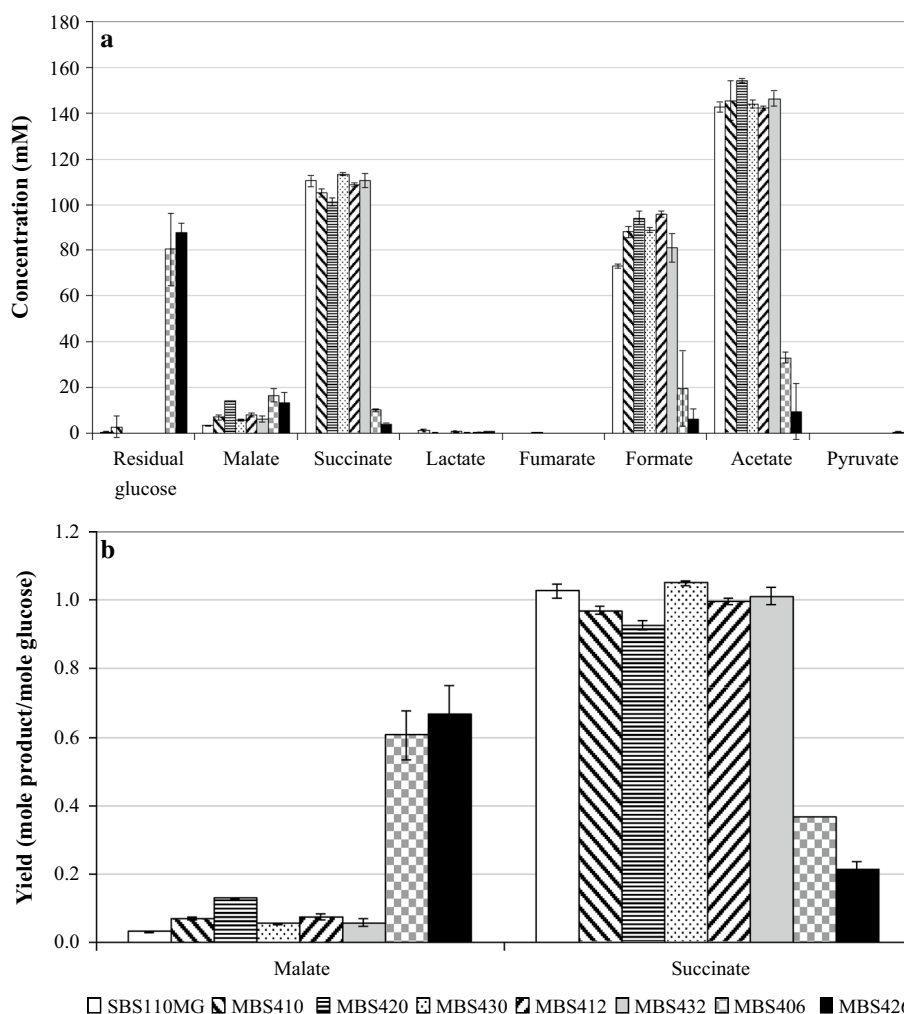 a
Concentration (mM)
180
160
140
120
100
80
60
40
20
0
Residual glucose Malate Succinate Lactate Fumarate Formate Acetate Pyruvate
b
Yield (mole product/mole glucose)
1.2
1.0
0.8
0.6
0.4
0.2
0.0
Malate Succinate
SBS110MG MBS410 MBS420 MBS430 MBS412 MBS432 MBS406 MBS426